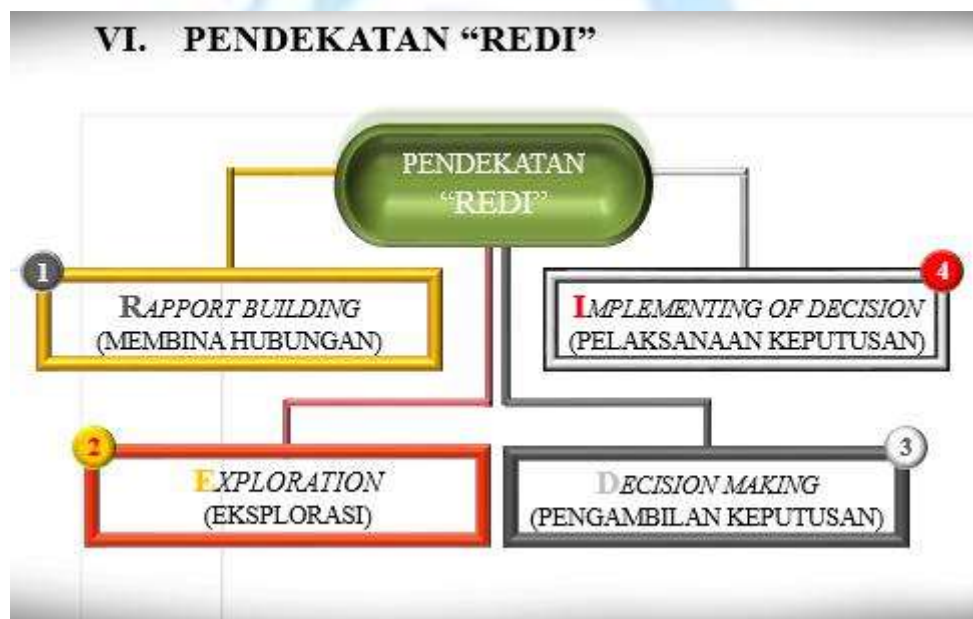 VI. PENDEKATAN “REDI”
PENDEKATAN
“REDI”
1
RAPPORT BUILDING
(MEMBINA HUBUNGAN)
2
EXPLORATION
(EKSPLORASI)
3
DECISION MAKING
(PENGAMBILAN KEPUTUSAN)
4
IMPLEMENTING OF DECISION
(PELAKSANAAN KEPUTUSAN)